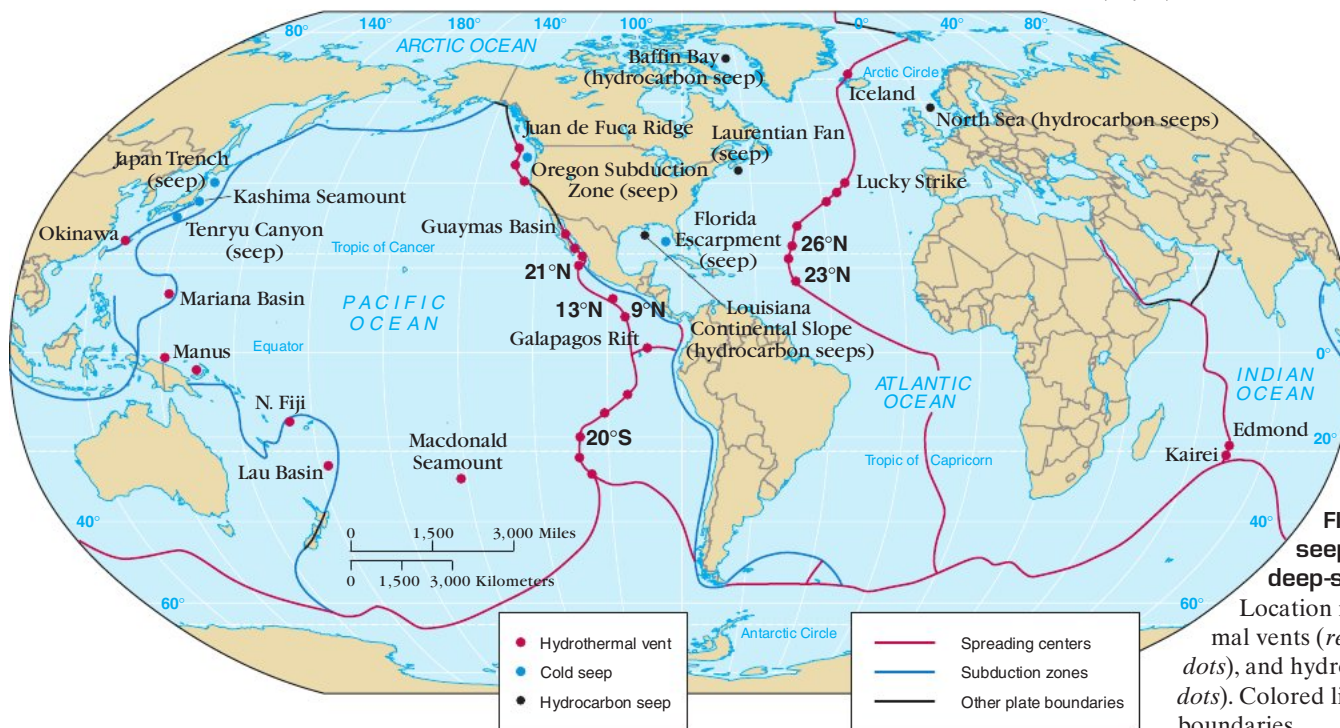 80°
140°
180°
140°
100°
0°
40°
80°
ARCTIC OCEAN
Baffin Bay
(hydrocarbon seep)
Arctic Circle
Iceland
North Sea (hydrocarbon seeps)
Juan de Fuca Ridge
Laurentian Fan
(seep)
Japan Trench
(seep)
Oregon Subduction
Zone (seep)
Kashima Seamount
Lucky Strike
Okinawa
Tenryu Canyon
(seep)
Tropic of Cancer
Guaymas Basin
Florida
Escarpment
(seep)
26°N
21°N
23°N
Mariana Basin
PACIFIC
OCEAN
13°N
9°N
Louisiana
Continental Slope
(hydrocarbon seeps)
Manus
Equator
Galapagos Rift
0°
ATLANTIC
OCEAN
INDIAN
OCEAN
N. Fiji
20°S
Macdonald
Seamount
Lau Basin
Tropic of Capricorn
Edmond
20°
Kairei
40°
0 1,500 3,000 Miles
0 1,500 3,000 Kilometers
40°
60°
60°
Antarctic Circle
Hydrothermal vent
Cold seep
Hydrocarbon seep
Spreading centers
Subduction zones
Other plate boundaries
seep
deep-s
Location
mal vents (re
dots), and hydro
dots). Colored li
boundaries.